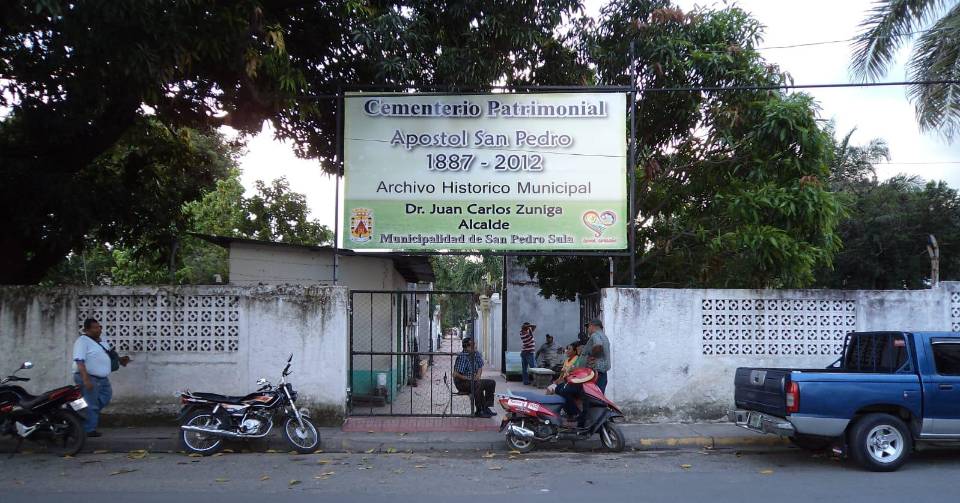 Cementerio Patrimonial
Apostol San Pedro
1887 - 2012
Archivo Historico Municipal
Dr. Juan Carlos Zuniga
Alcalde
Municipalidad de San Pedro Sula